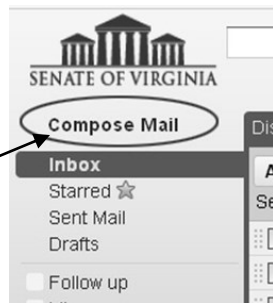 SENATE OF VIRGINIA
Compose Mail
Inbox
Starred
Sent Mail
Drafts
Follow up